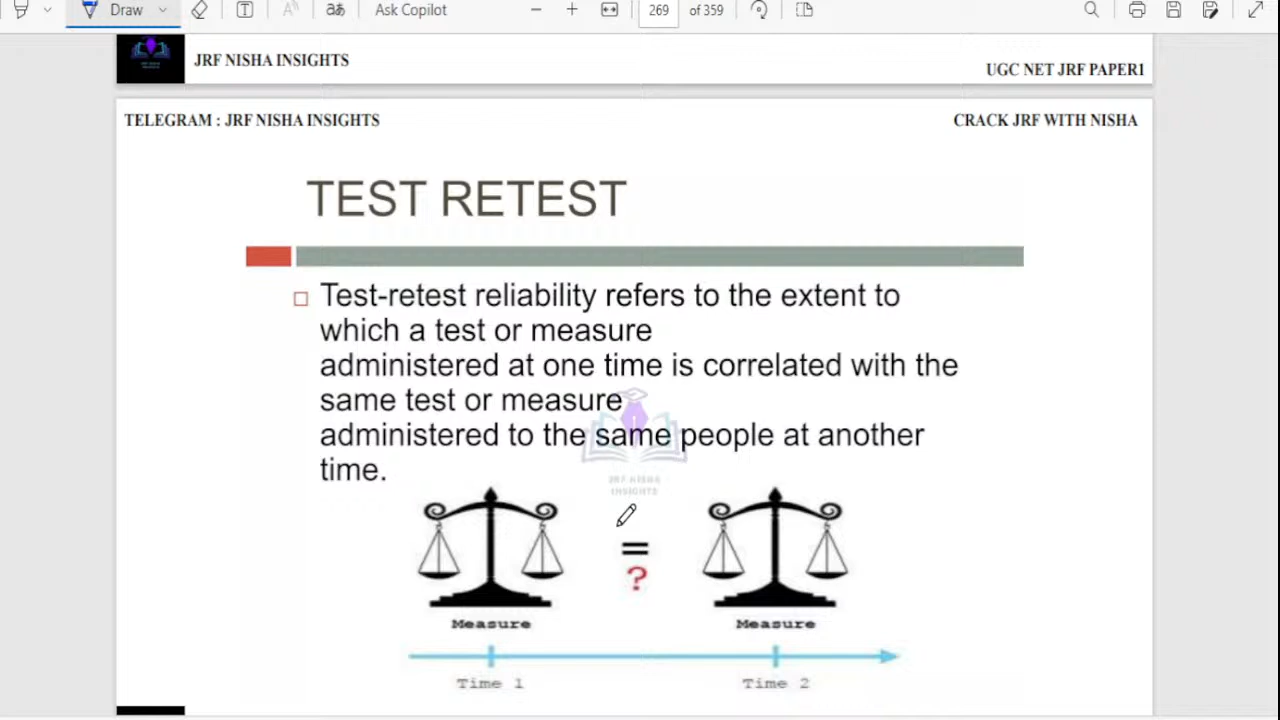 Draw
Ask Copilot
269 of 359
JRF NISHA INSIGHTS
UGC NET JRF PAPER1
TELEGRAM : JRF NISHA INSIGHTS
CRACK JRF WITH NISHA
TEST RETEST
Test-retest reliability refers to the extent to
which a test or measure
administered at one time is correlated with the
same test or measure
administered to the same people at another
time.
JRF NISHA
INSIGHTS
=
?
Measure
Measure
Time 1
Time 2